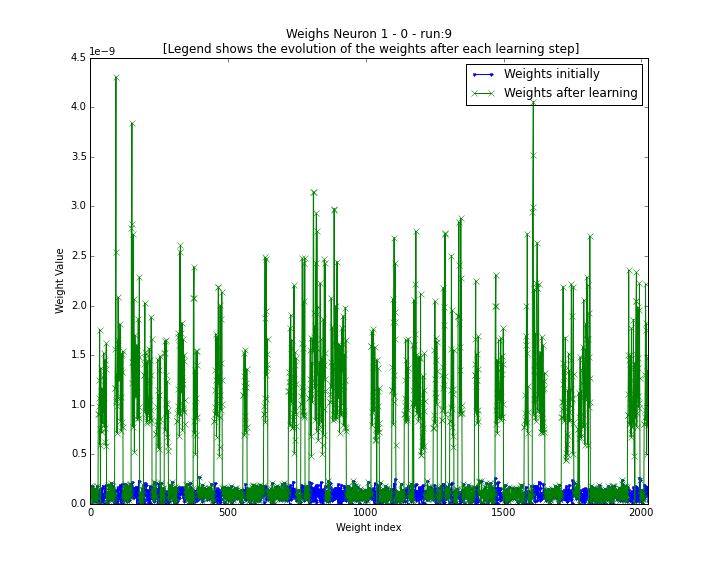 Weighs Neuron 1 - 0 - run:9
[Legend shows the evolution of the weights after each learning step]
1e−9
Weights initially
Weights after learning
4.5
4.0
3.5
3.0
2.5
2.0
1.5
1.0
0.5
0.0
Weight Value
0 500 1000 1500 2000
Weight index